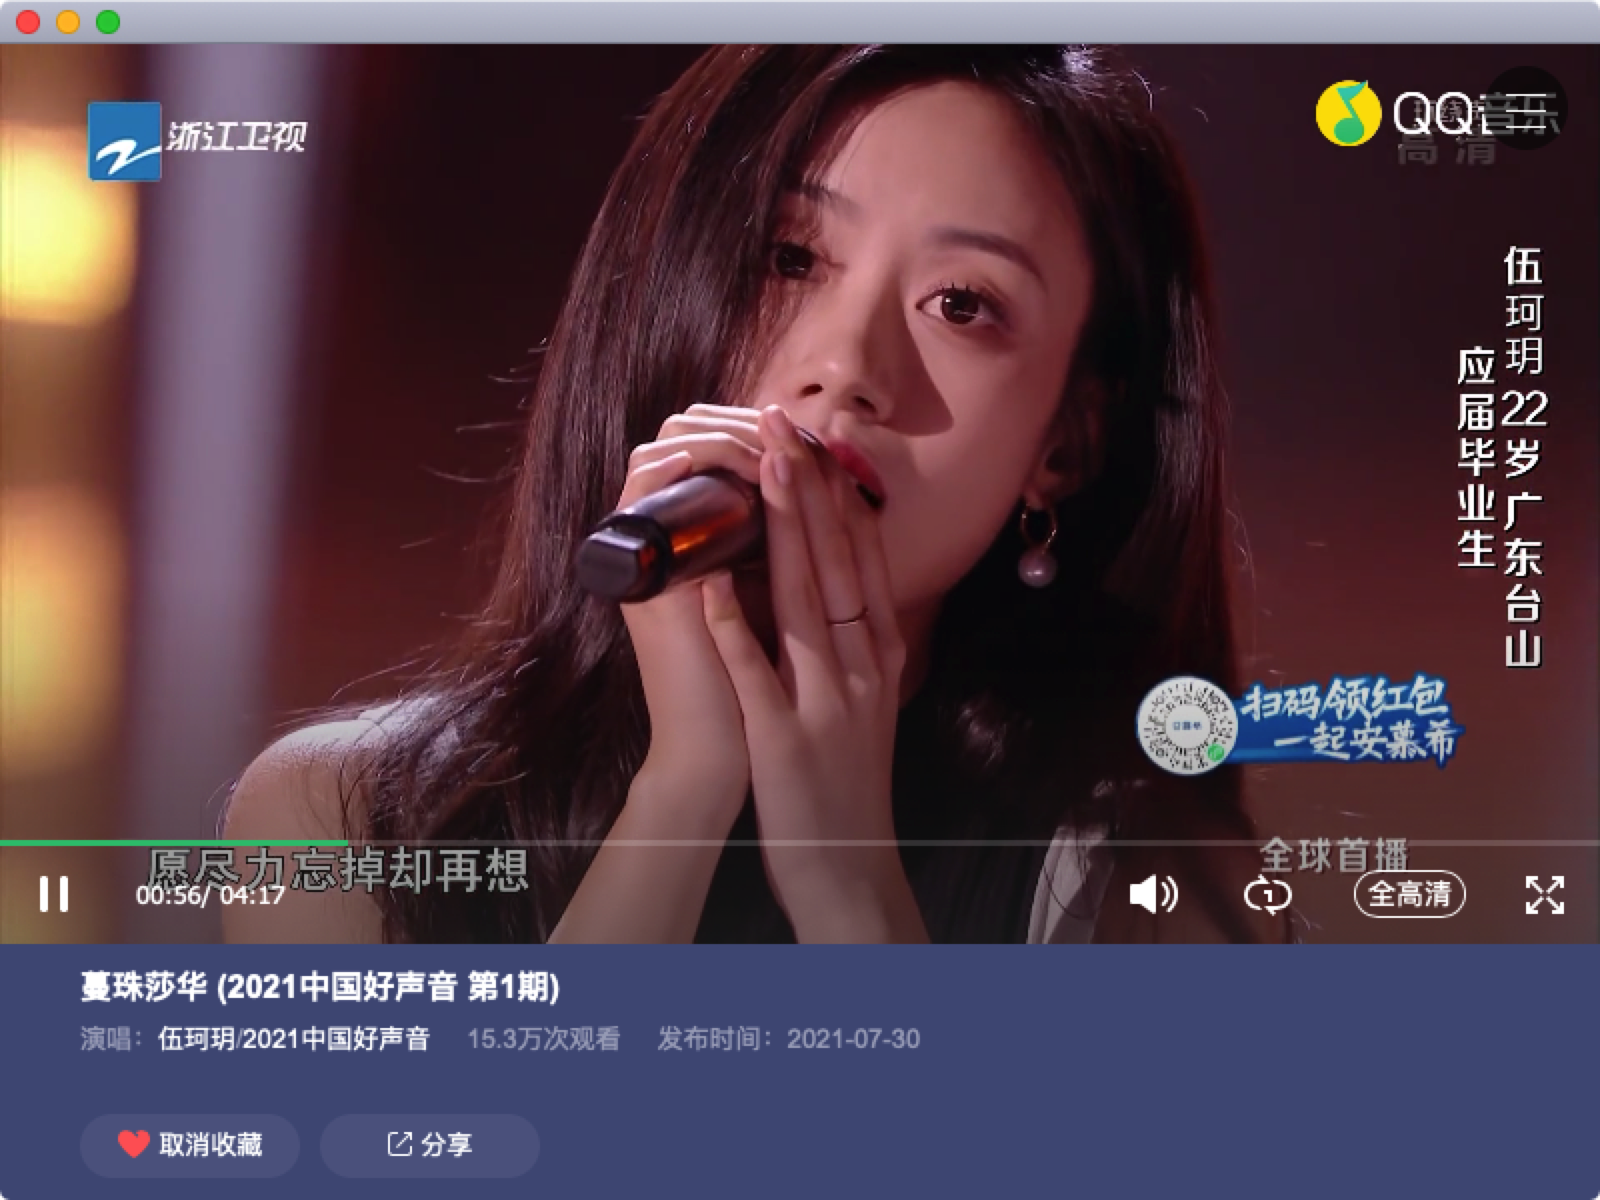 浙江卫视
QQ音乐
高清
伍珂玥 22岁 广东台山
应届毕业生
扫码领红包
一起安慕希
全球首播
愿尽力忘掉却再想
00:56/ 04:17
1
全高清
蔓珠莎华 (2021中国好声音 第1期)
演唱：伍珂玥/2021中国好声音 15.3万次观看 发布时间：2021-07-30
取消收藏
分享